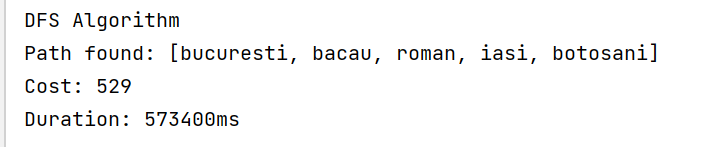 DFS Algorithm
Path found: [bucuresti, bacau, roman, iasi, botosani]
Cost: 529
Duration: 573400ms